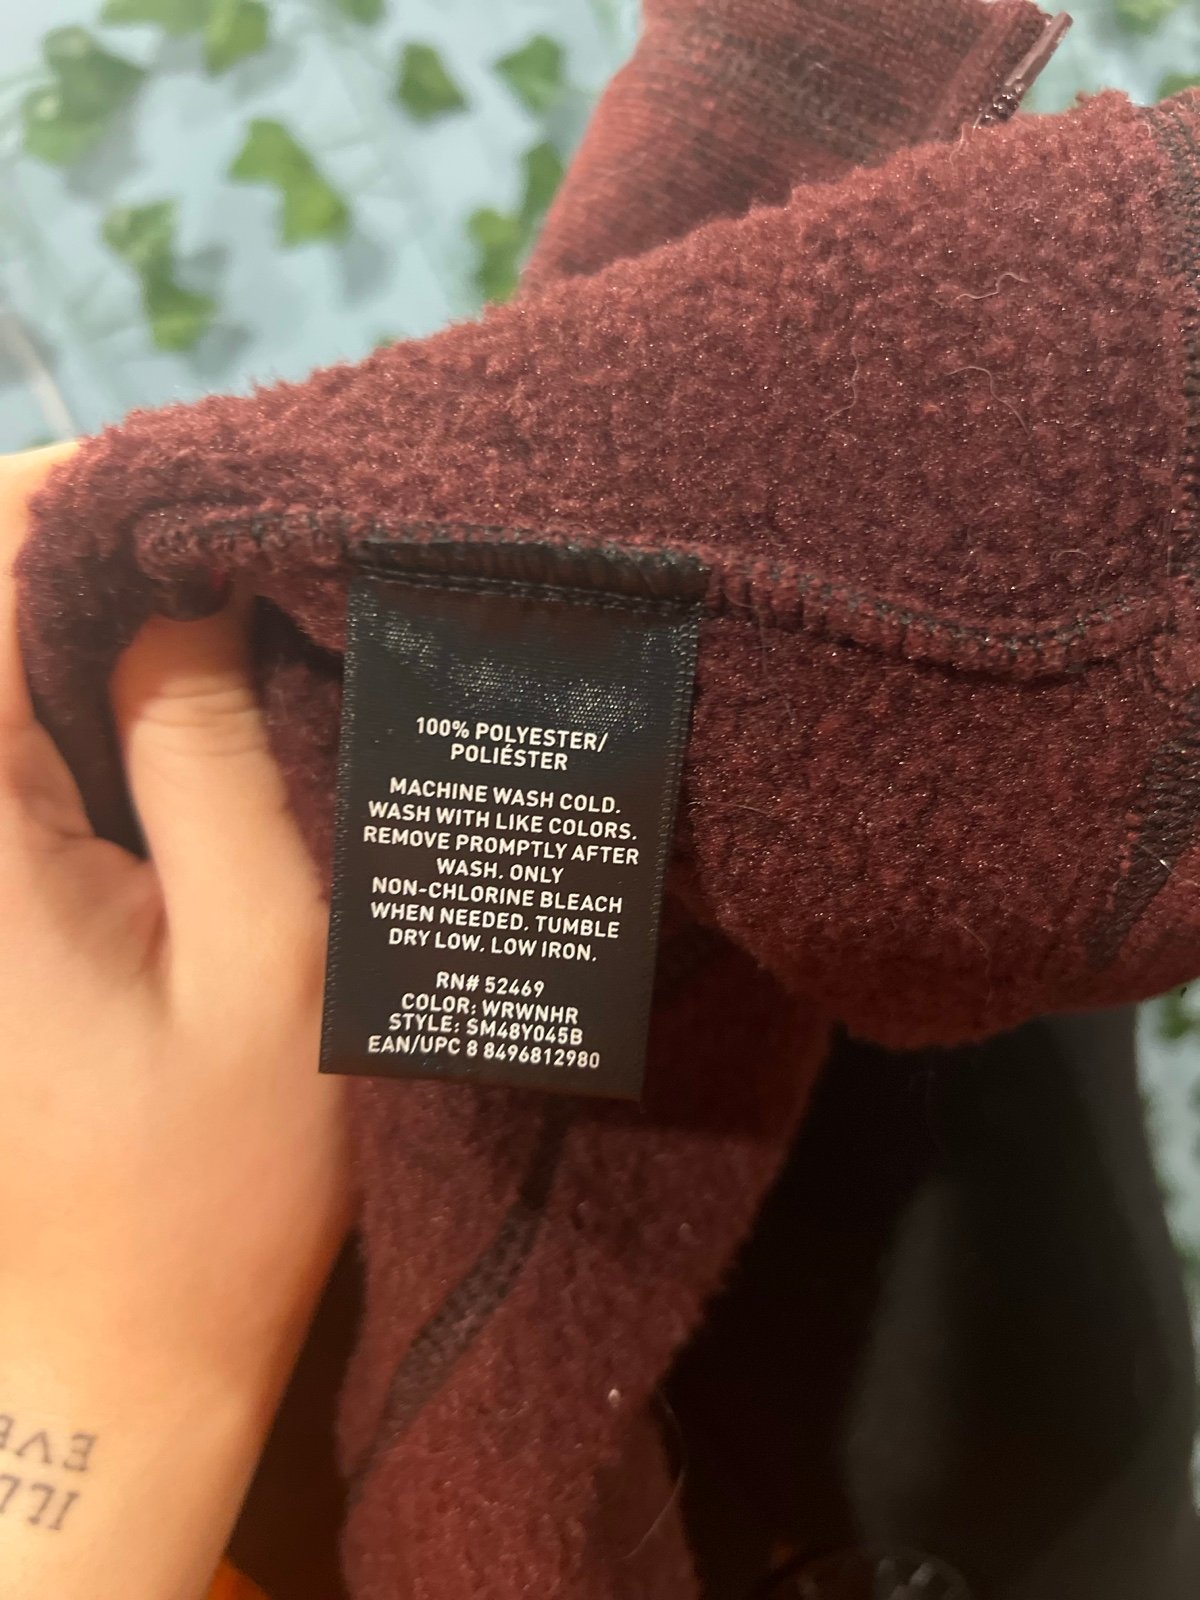 100% POLYESTER/
POLIÉSTER
MACHINE WASH COLD.
WASH WITH LIKE COLORS.
REMOVE PROMPTLY AFTER
WASH. ONLY
NON-CHLORINE BLEACH
WHEN NEEDED. TUMBLE
DRY LOW. LOW IRON.
RN# 52469
COLOR: WRWNHR
STYLE: SM48Y045B
EAN/UPC 8 8496812980